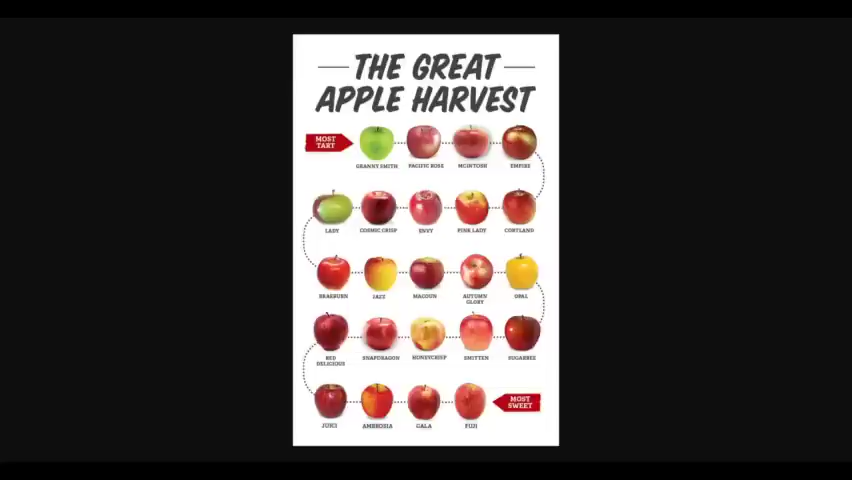 THE GREAT
APPLE HARVEST
MOST
TART
GRANNY SMITH
PACIFIC ROSE
MCINTOSH
EMPIRE
LADY
COSMIC CRISP
ENVY
PINK LADY
CORTLAND
BRAEBURN
JAZZ
MACOUN
AUTUMN
GLORY
OPAL
RED
DELICIOUS
SNAPDRAGON
HONEYCRISP
SMITTEN
SUGARBEE
JUICI
AMBROSIA
GALA
FUJI
MOST
SWEET